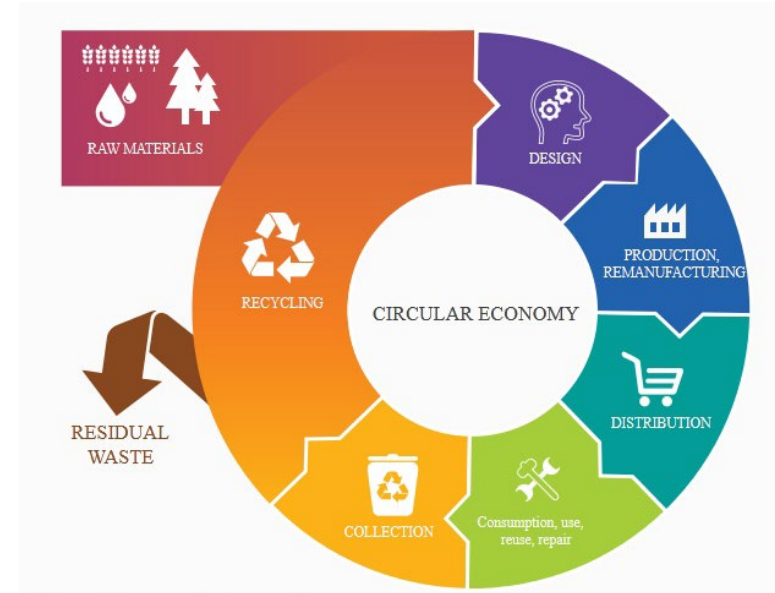 RAW MATERIALS
DESIGN
PRODUCTION,
REMANUFACTURING
RECYCLING
CIRCULAR ECONOMY
DISTRIBUTION
RESIDUAL
WASTE
COLLECTION
Consumption, use,
reuse, repair